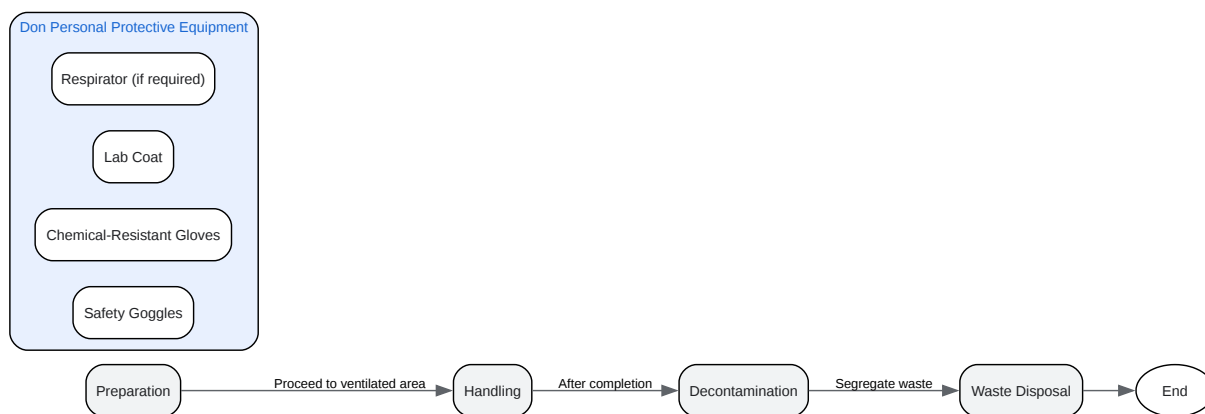 Don Personal Protective Equipment
Respirator (if required)
Lab Coat
Chemical-Resistant Gloves
Safety Goggles
Preparation
Proceed to ventilated area
Handling
After completion
Decontamination
Segregate waste
Waste Disposal
End